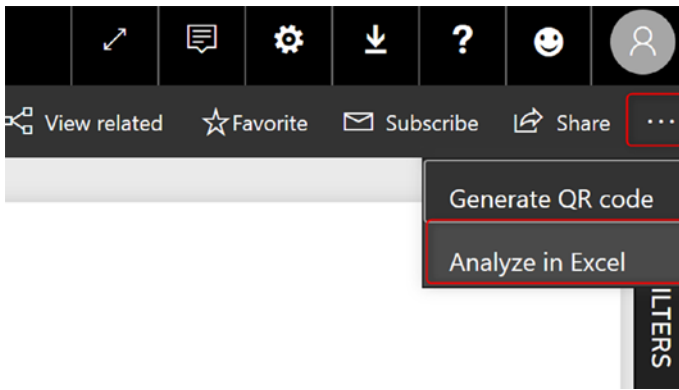 ?
View related
Favorite
Subscribe
Share
...
Generate QR code
Analyze in Excel
ILTERS